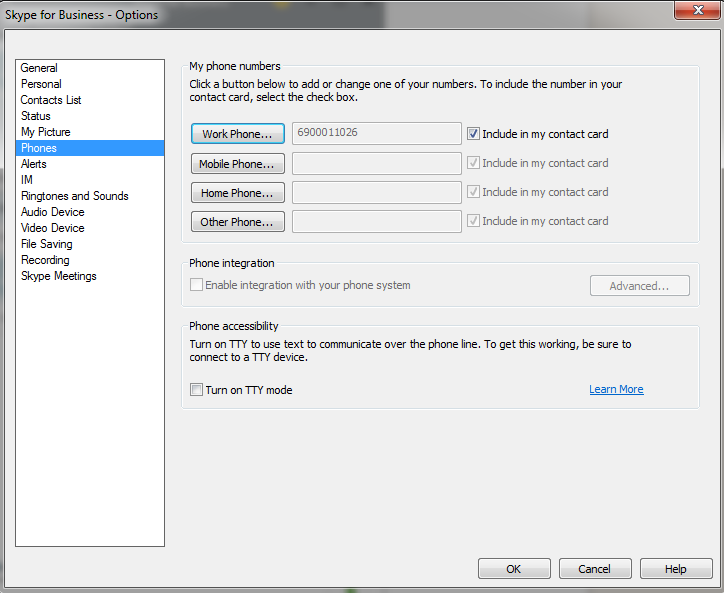 Skype for Business - Options
General
Personal
Contacts List
Status
My Picture
Phones
Alerts
IM
Ringtones and Sounds
Audio Device
Video Device
File Saving
Recording
Skype Meetings
My phone numbers
Click a button below to add or change one of your numbers. To include the number in your
contact card, select the check box.
Work Phone... 6900011026 Include in my contact card
Mobile Phone... Include in my contact card
Home Phone... Include in my contact card
Other Phone... Include in my contact card
Phone integration
Enable integration with your phone system Advanced...
Phone accessibility
Turn on TTY to use text to communicate over the phone line. To get this working, be sure to
connect to a TTY device.
Turn on TTY mode Learn More
OK Cancel Help